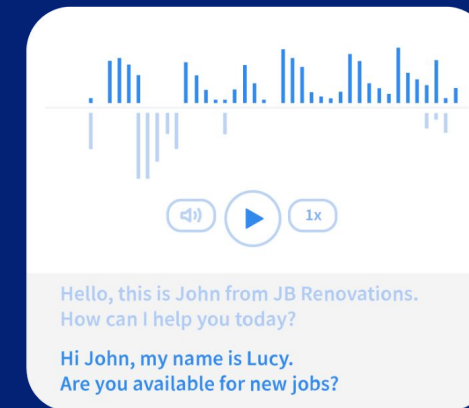 1x
Hello, this is John from JB Renovations.
How can I help you today?
Hi John, my name is Lucy.
Are you available for new jobs?